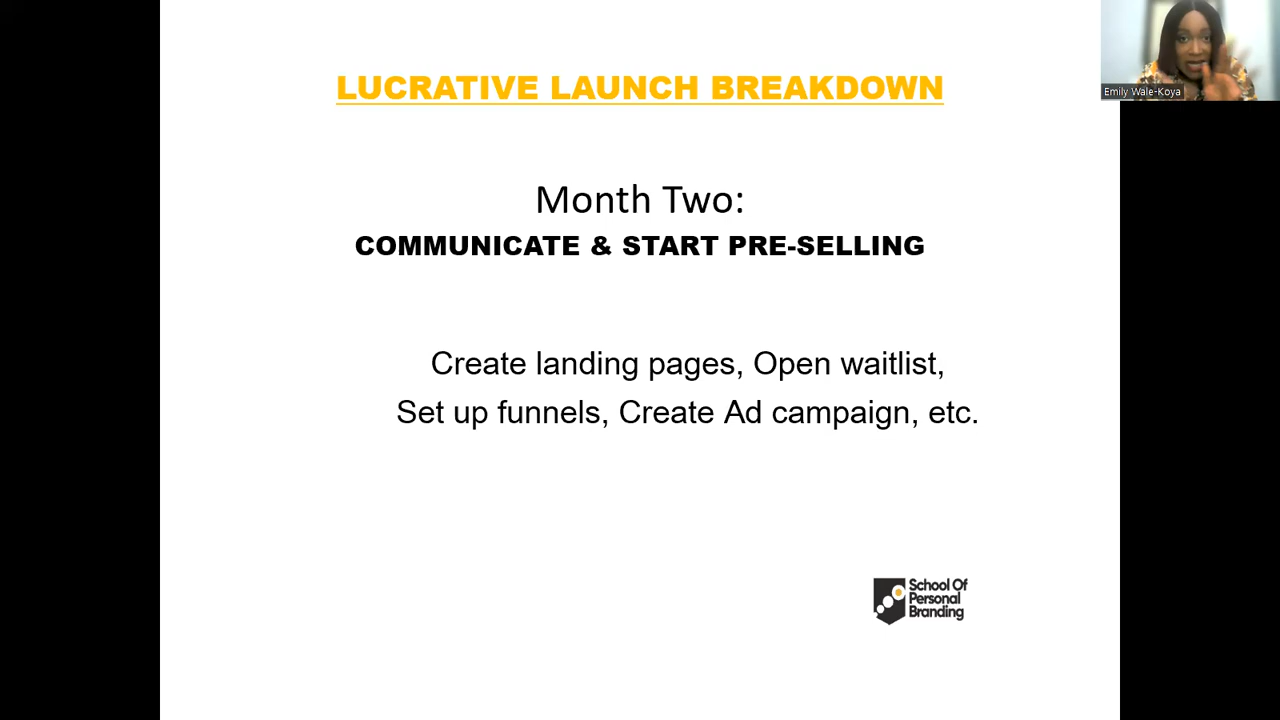 LUCRATIVE LAUNCH BREAKDOWN
Emily Wale-Koya
Month Two:
COMMUNICATE & START PRE-SELLING
Create landing pages, Open waitlist,
Set up funnels, Create Ad campaign, etc.
School Of
Personal
Branding